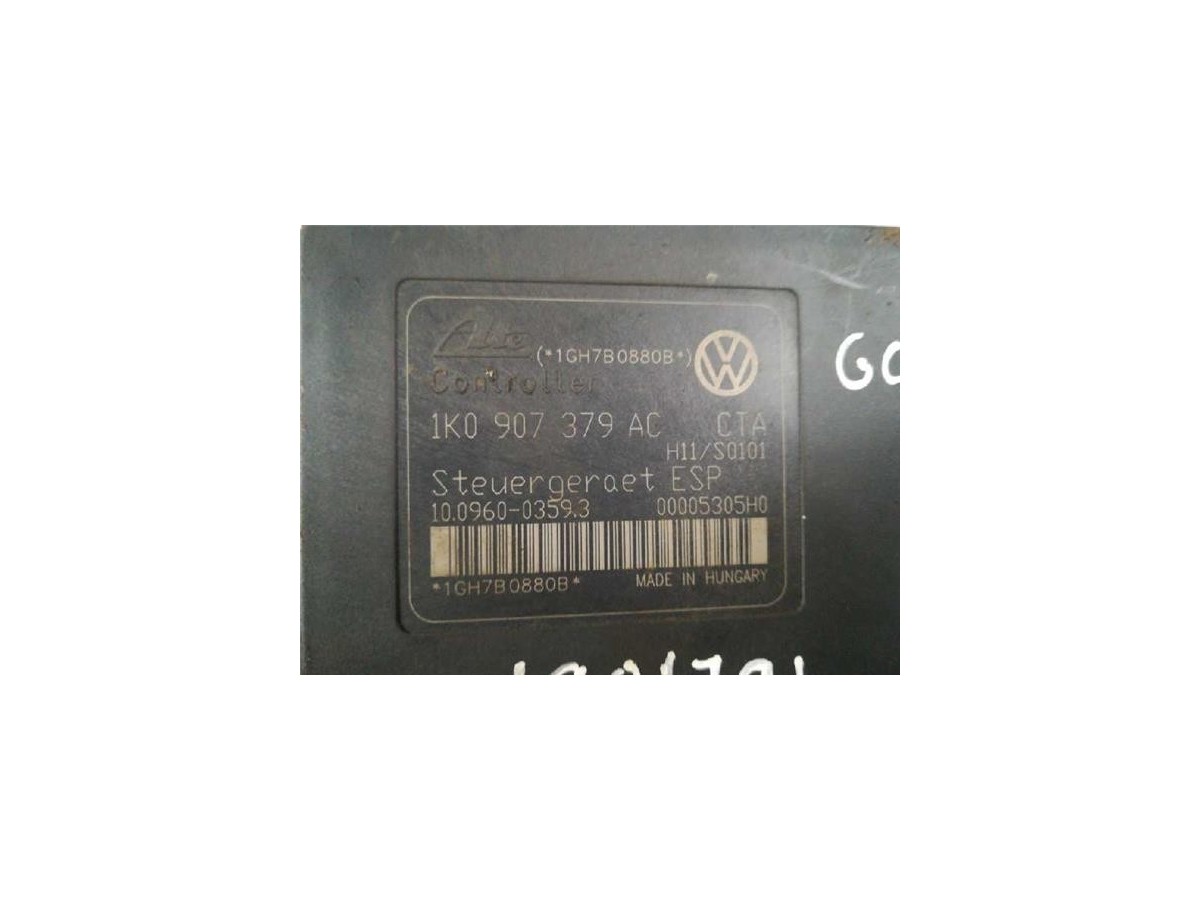 Ate
(*1GH7B0880B*)
Controller
1K0 907 379 AC CTA
H11/S0101
Steuergeraet ESP
10.0960-0359.3 00005305H0
*1GH7B0880B* MADE IN HUNGARY
GO